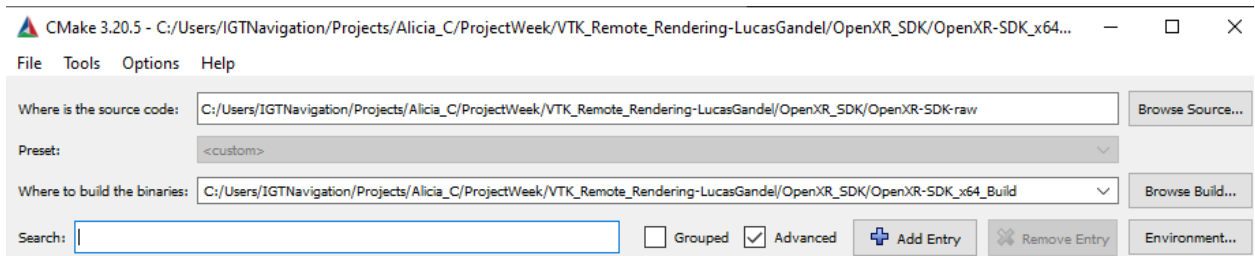 CMake 3.20.5 - C:/Users/IGTNavigation/Projects/Alicia_C/ProjectWeek/VTK_Remote_Rendering-LucasGandel/OpenXR_SDK/OpenXR-SDK_x64...
File Tools Options Help
Where is the source code: C:/Users/IGTNavigation/Projects/Alicia_C/ProjectWeek/VTK_Remote_Rendering-LucasGandel/OpenXR_SDK/OpenXR-SDK-raw Browse Source...
Preset: <custom>
Where to build the binaries: C:/Users/IGTNavigation/Projects/Alicia_C/ProjectWeek/VTK_Remote_Rendering-LucasGandel/OpenXR_SDK/OpenXR-SDK_x64_Build Browse Build...
Search: Grouped Advanced Add Entry Remove Entry Environment...